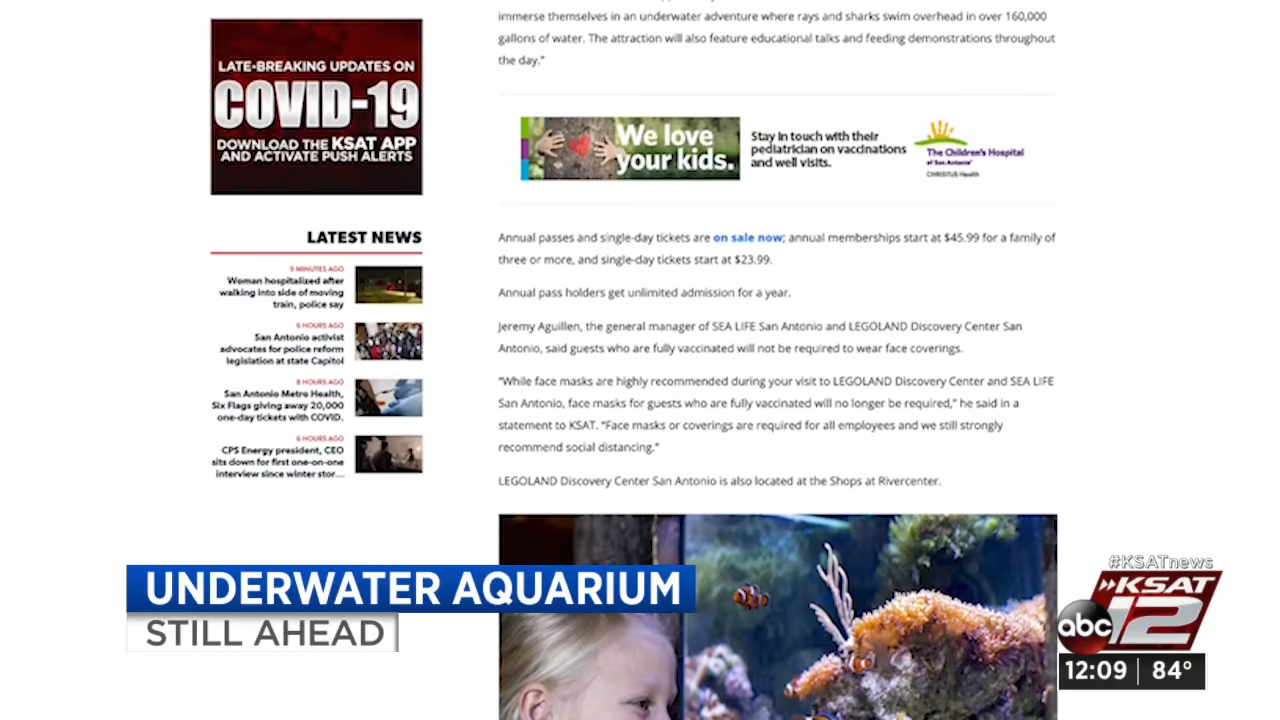 immerse themselves in an underwater adventure where rays and sharks swim overhead in over 160,000
gallons of water. The attraction will also feature educational talks and feeding demonstrations throughout
the day."
LATE-BREAKING UPDATES ON
COVID-19
DOWNLOAD THE KSAT APP
AND ACTIVATE PUSH ALERTS
We love
your kids.
Stay in touch with their
pediatrician on vaccinations
and well visits.
The Children's Hospital
of San Antonio
CHRISTUS Health
LATEST NEWS
9 MINUTES AGO
Woman hospitalized after
walking into side of moving
train, police say
6 HOURS AGO
San Antonio activist
advocates for police reform
legislation at state Capitol
8 HOURS AGO
San Antonio Metro Health,
Six Flags giving away 20,000
one-day tickets with COVID.
6 HOURS AGO
CPS Energy president, CEO
sits down for first one-on-one
interview since winter stor...
Annual passes and single-day tickets are on sale now; annual memberships start at $45.99 for a family of
three or more, and single-day tickets start at $23.99.
Annual pass holders get unlimited admission for a year.
Jeremy Aguillen, the general manager of SEA LIFE San Antonio and LEGOLAND Discovery Center San
Antonio, said guests who are fully vaccinated will not be required to wear face coverings.
"While face masks are highly recommended during your visit to LEGOLAND Discovery Center and SEA LIFE
San Antonio, face masks for guests who are fully vaccinated will no longer be required," he said in a
statement to KSAT. "Face masks or coverings are required for all employees and we still strongly
recommend social distancing."
LEGOLAND Discovery Center San Antonio is also located at the Shops at Rivercenter.
UNDERWATER AQUARIUM
STILL AHEAD
#KSATnews
KSAT
abc 12
12:09 84°